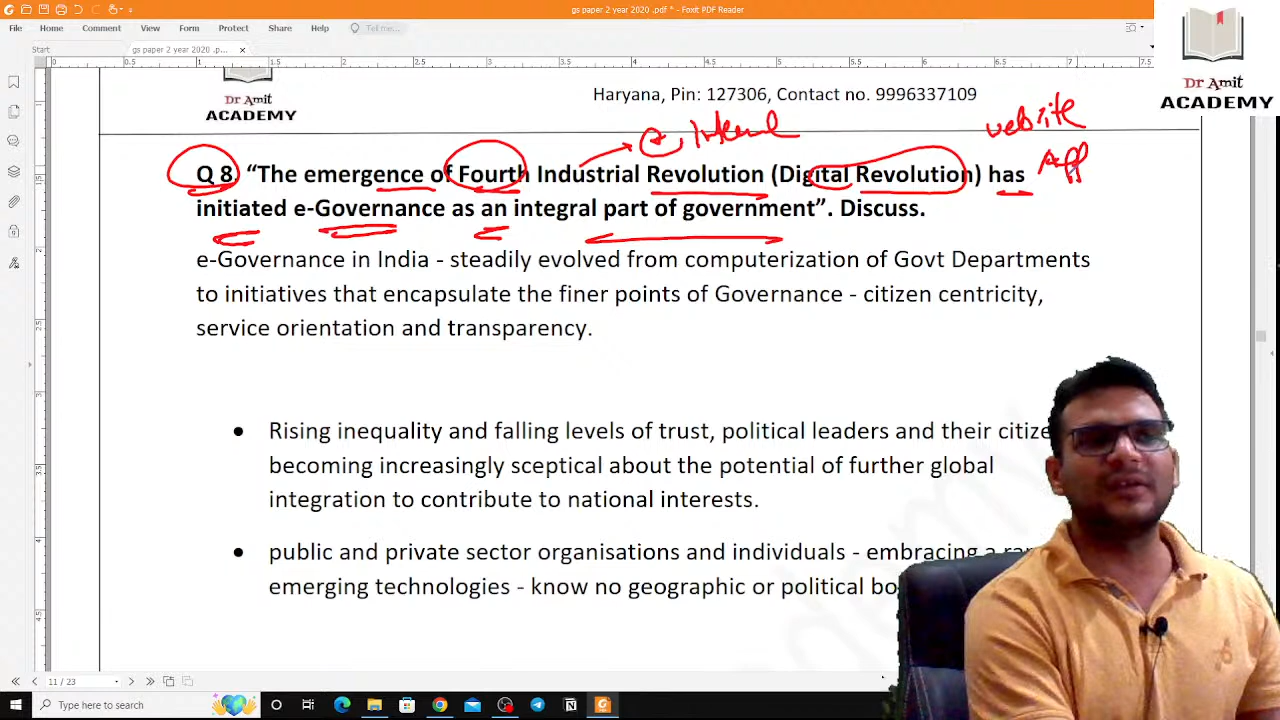 gs paper 2 year 2020 .pdf * - Foxit PDF Reader
File Home Comment View Form Protect Share Help Tell me...
Start gs paper 2 year 2020 .p...
Dr Amit
ACADEMY
Dr Amit
ACADEMY
Haryana, Pin: 127306, Contact no. 9996337109
website
App
Q 8. “The emergence of Fourth Industrial Revolution (Digital Revolution) has
initiated e-Governance as an integral part of government”. Discuss.
e-Governance in India - steadily evolved from computerization of Govt Departments
to initiatives that encapsulate the finer points of Governance - citizen centricity,
service orientation and transparency.
• Rising inequality and falling levels of trust, political leaders and their citize
becoming increasingly sceptical about the potential of further global
integration to contribute to national interests.
• public and private sector organisations and individuals - embracing a
emerging technologies - know no geographic or political bo
11 / 23
Type here to search